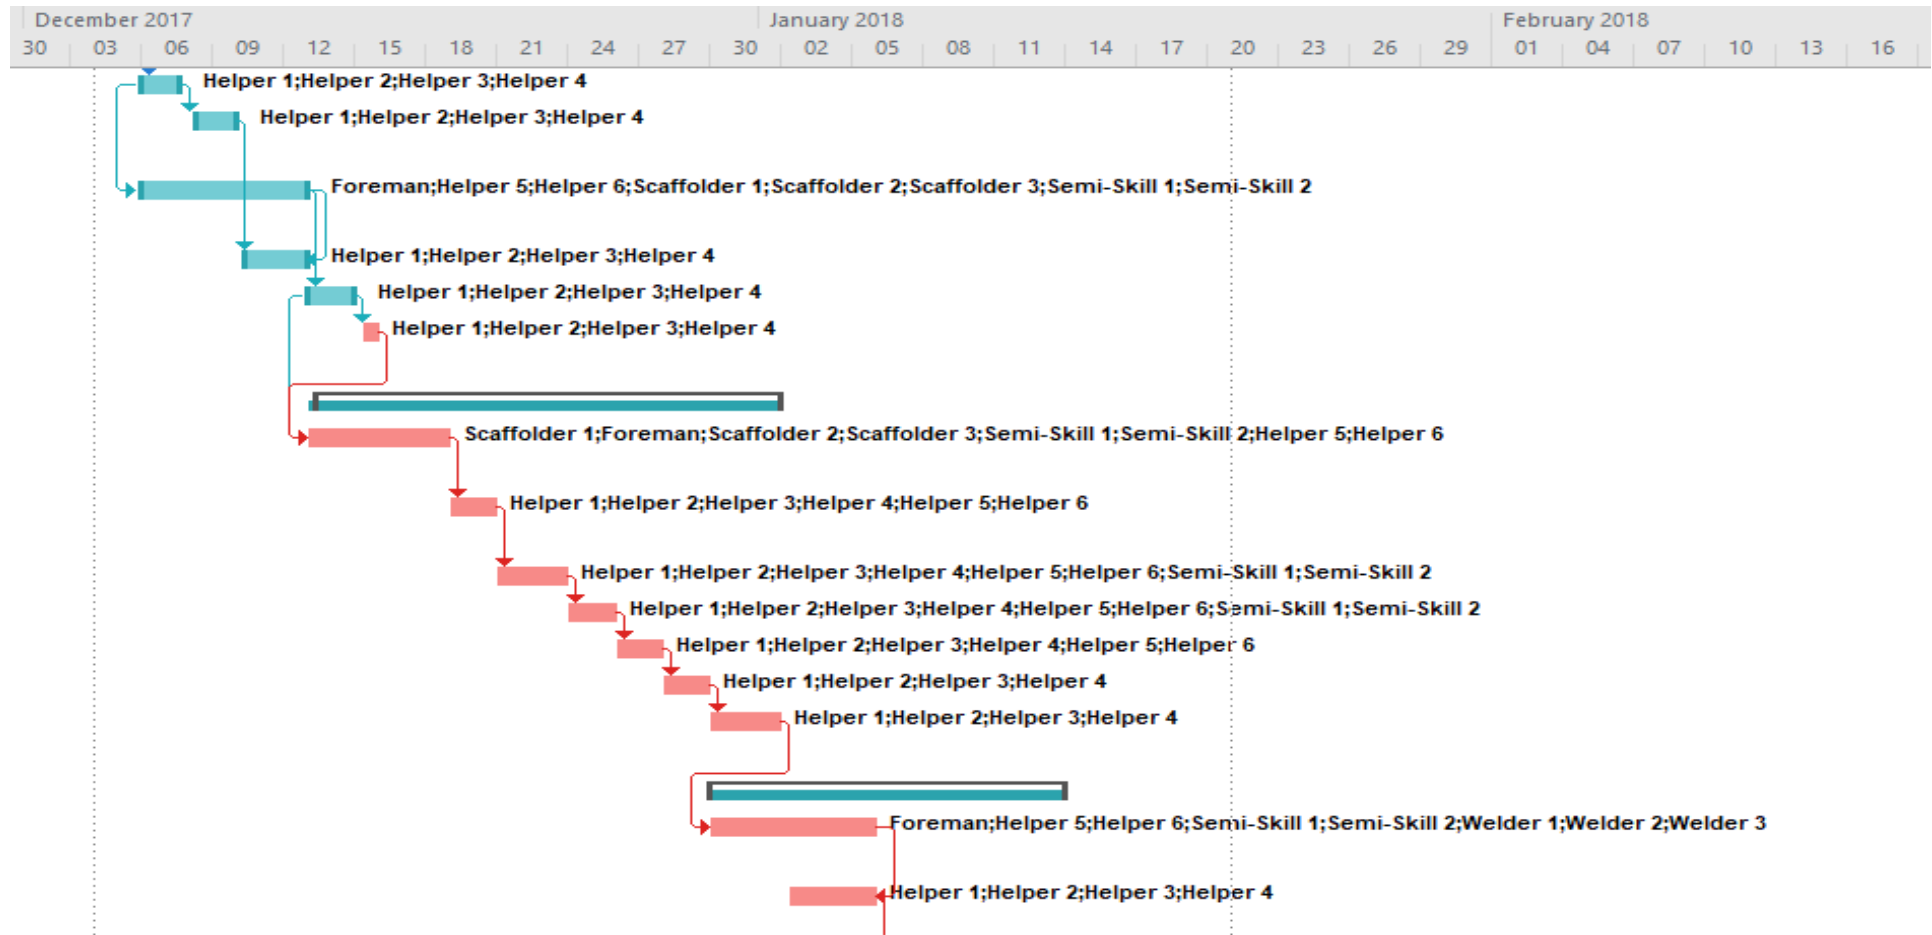 December 2017 January 2018 February 2018
30 03 06 09 12 15 18 21 24 27 30 02 05 08 11 14 17 20 23 26 29 01 04 07 10 13 16
Helper 1;Helper 2;Helper 3;Helper 4
Helper 1;Helper 2;Helper 3;Helper 4
Foreman;Helper 5;Helper 6;Scaffolder 1;Scaffolder 2;Scaffolder 3;Semi-Skill 1;Semi-Skill 2
Helper 1;Helper 2;Helper 3;Helper 4
Helper 1;Helper 2;Helper 3;Helper 4
Helper 1;Helper 2;Helper 3;Helper 4
Scaffolder 1;Foreman;Scaffolder 2;Scaffolder 3;Semi-Skill 1;Semi-Skill 2;Helper 5;Helper 6
Helper 1;Helper 2;Helper 3;Helper 4;Helper 5;Helper 6
Helper 1;Helper 2;Helper 3;Helper 4;Helper 5;Helper 6;Semi-Skill 1;Semi-Skill 2
Helper 1;Helper 2;Helper 3;Helper 4;Helper 5;Helper 6;Semi-Skill 1;Semi-Skill 2
Helper 1;Helper 2;Helper 3;Helper 4;Helper 5;Helper 6
Helper 1;Helper 2;Helper 3;Helper 4
Helper 1;Helper 2;Helper 3;Helper 4
Foreman;Helper 5;Helper 6;Semi-Skill 1;Semi-Skill 2;Welder 1;Welder 2;Welder 3
Helper 1;Helper 2;Helper 3;Helper 4